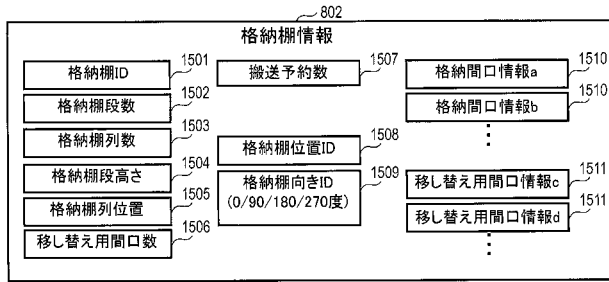 802
格納棚情報
格納棚ID 1501
格納棚段数 1502
格納棚列数 1503
格納棚段高さ 1504
格納棚列位置 1505
移し替え用間口数 1506
搬送予約数 1507
格納棚位置ID 1508
格納棚向きID 1509
(0/90/180/270度)
格納間口情報a 1510
格納間口情報b 1510
移し替え用間口情報c 1511
移し替え用間口情報d 1511